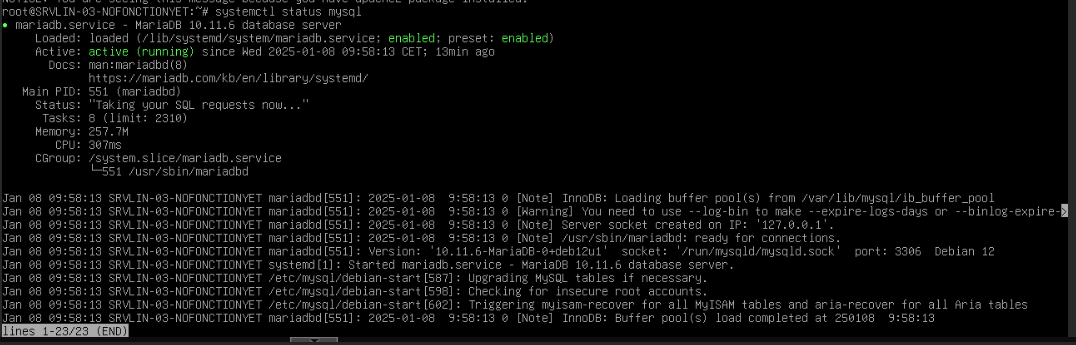 NOTICE: You are seeing this message because you have apache2 package installed.
root@SRVLIN-03-NOFONCTIONYET:~# systemctl status mysql
● mariadb.service - MariaDB 10.11.6 database server
Loaded: loaded (/lib/systemd/system/mariadb.service; enabled; preset: enabled)
Active: active (running) since Wed 2025-01-08 09:58:13 CET; 13min ago
Docs: man:mariadbd(8)
https://mariadb.com/kb/en/library/systemd/
Main PID: 551 (mariadbd)
Status: "Taking your SQL requests now..."
Tasks: 8 (limit: 2310)
Memory: 257.7M
CPU: 307ms
CGroup: /system.slice/mariadb.service
└─551 /usr/sbin/mariadbd
Jan 08 09:58:13 SRVLIN-03-NOFONCTIONYET mariadbd[551]: 2025-01-08  9:58:13 0 [Note] InnoDB: Loading buffer pool(s) from /var/lib/mysql/ib_buffer_pool
Jan 08 09:58:13 SRVLIN-03-NOFONCTIONYET mariadbd[551]: 2025-01-08  9:58:13 0 [Warning] You need to use --log-bin to make --expire-logs-days or --binlog-expire->
Jan 08 09:58:13 SRVLIN-03-NOFONCTIONYET mariadbd[551]: 2025-01-08  9:58:13 0 [Note] Server socket created on IP: '127.0.0.1'.
Jan 08 09:58:13 SRVLIN-03-NOFONCTIONYET mariadbd[551]: 2025-01-08  9:58:13 0 [Note] /usr/sbin/mariadbd: ready for connections.
Jan 08 09:58:13 SRVLIN-03-NOFONCTIONYET mariadbd[551]: Version: '10.11.6-MariaDB-0+deb12u1'  socket: '/run/mysqld/mysqld.sock'  port: 3306  Debian 12
Jan 08 09:58:13 SRVLIN-03-NOFONCTIONYET systemd[1]: Started mariadb.service - MariaDB 10.11.6 database server.
Jan 08 09:58:13 SRVLIN-03-NOFONCTIONYET /etc/mysql/debian-start[587]: Upgrading MySQL tables if necessary.
Jan 08 09:58:13 SRVLIN-03-NOFONCTIONYET /etc/mysql/debian-start[598]: Checking for insecure root accounts.
Jan 08 09:58:13 SRVLIN-03-NOFONCTIONYET /etc/mysql/debian-start[602]: Triggering myisam-recover for all MyISAM tables and aria-recover for all Aria tables
Jan 08 09:58:13 SRVLIN-03-NOFONCTIONYET mariadbd[551]: 2025-01-08  9:58:13 0 [Note] InnoDB: Buffer pool(s) load completed at 250108  9:58:13
lines 1-23/23 (END)